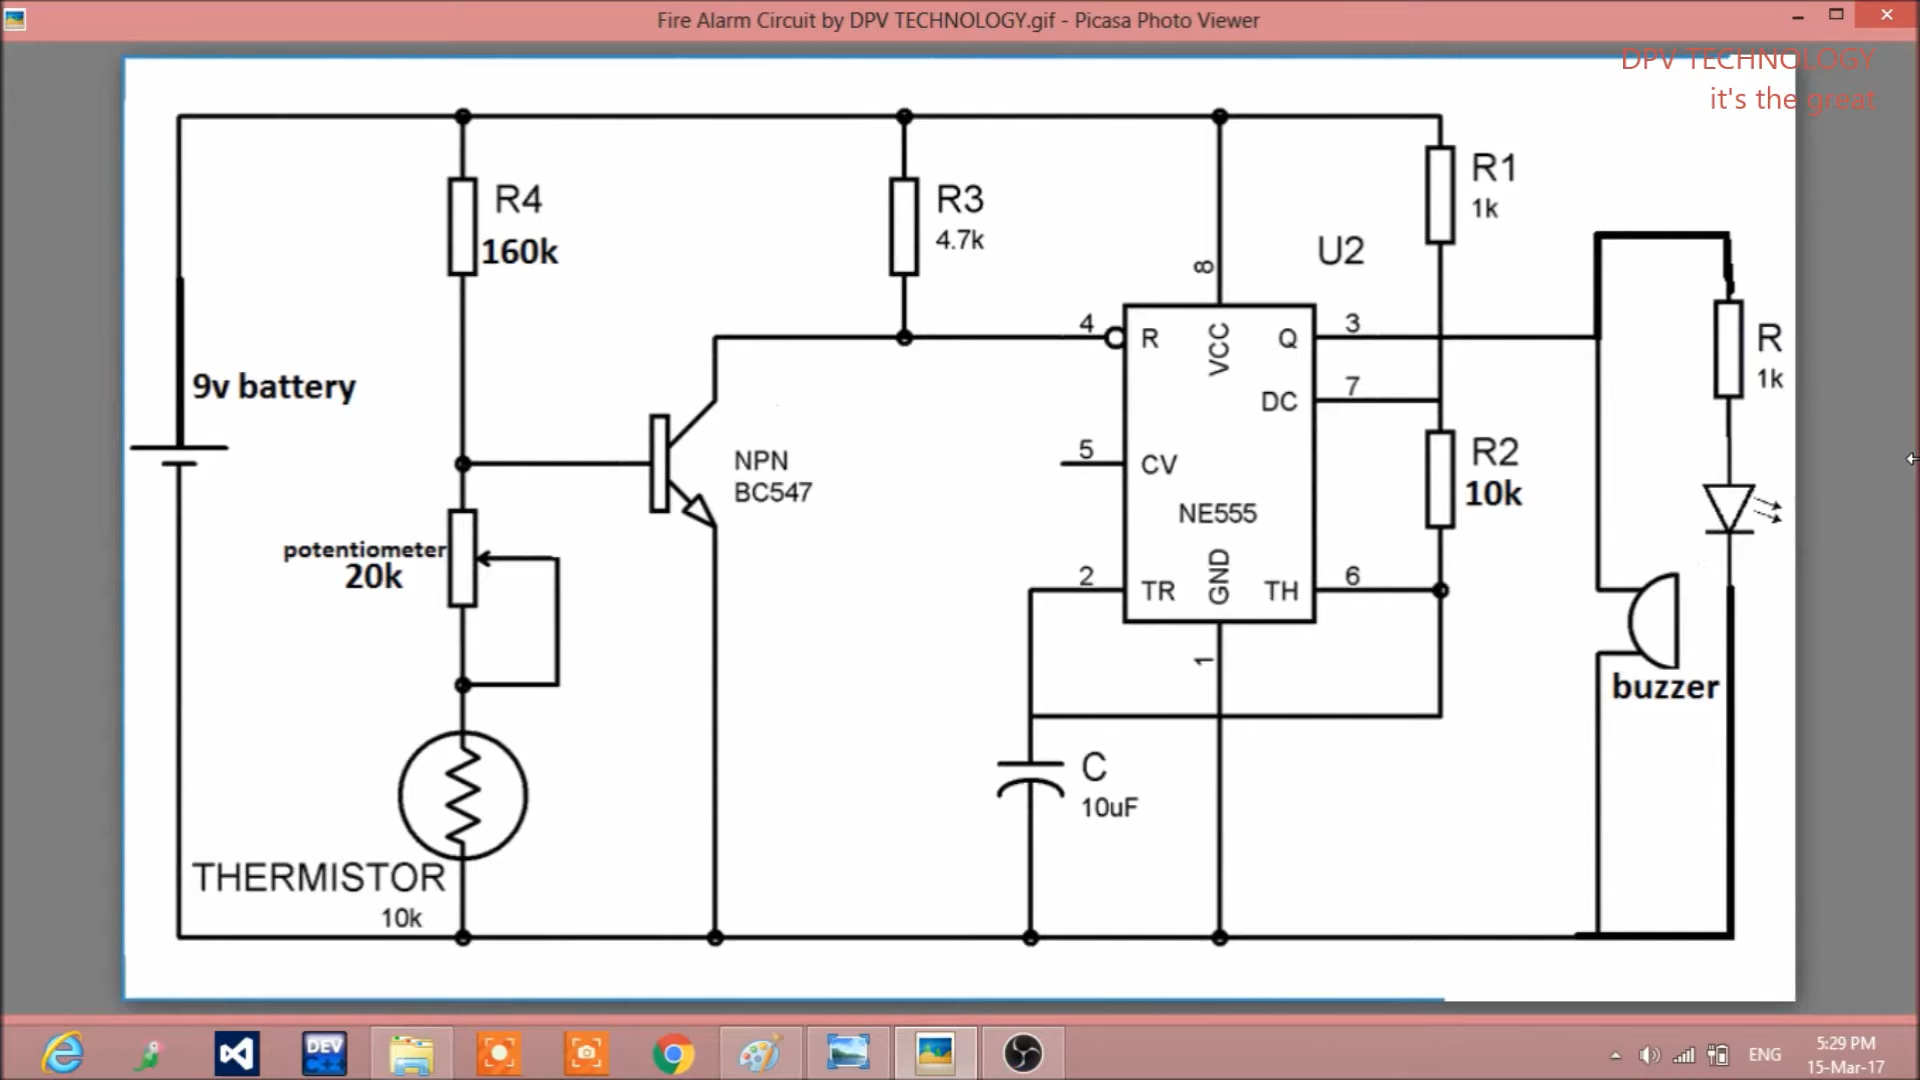 Fire Alarm Circuit by DPV TECHNOLOGY.gif - Picasa Photo Viewer
DPV TECHNOLOGY
it's the great
R4
160k
R3
4.7k
R1
1k
U2
8
4
R
VCC
Q
3
R
1k
9v battery
DC
7
5
CV
NPN
BC547
NE555
R2
10k
potentiometer
20k
2
TR
GND
TH
6
1
buzzer
C
10uF
THERMISTOR
10k
DEV
C++
ENG
5:29 PM
15-Mar-17